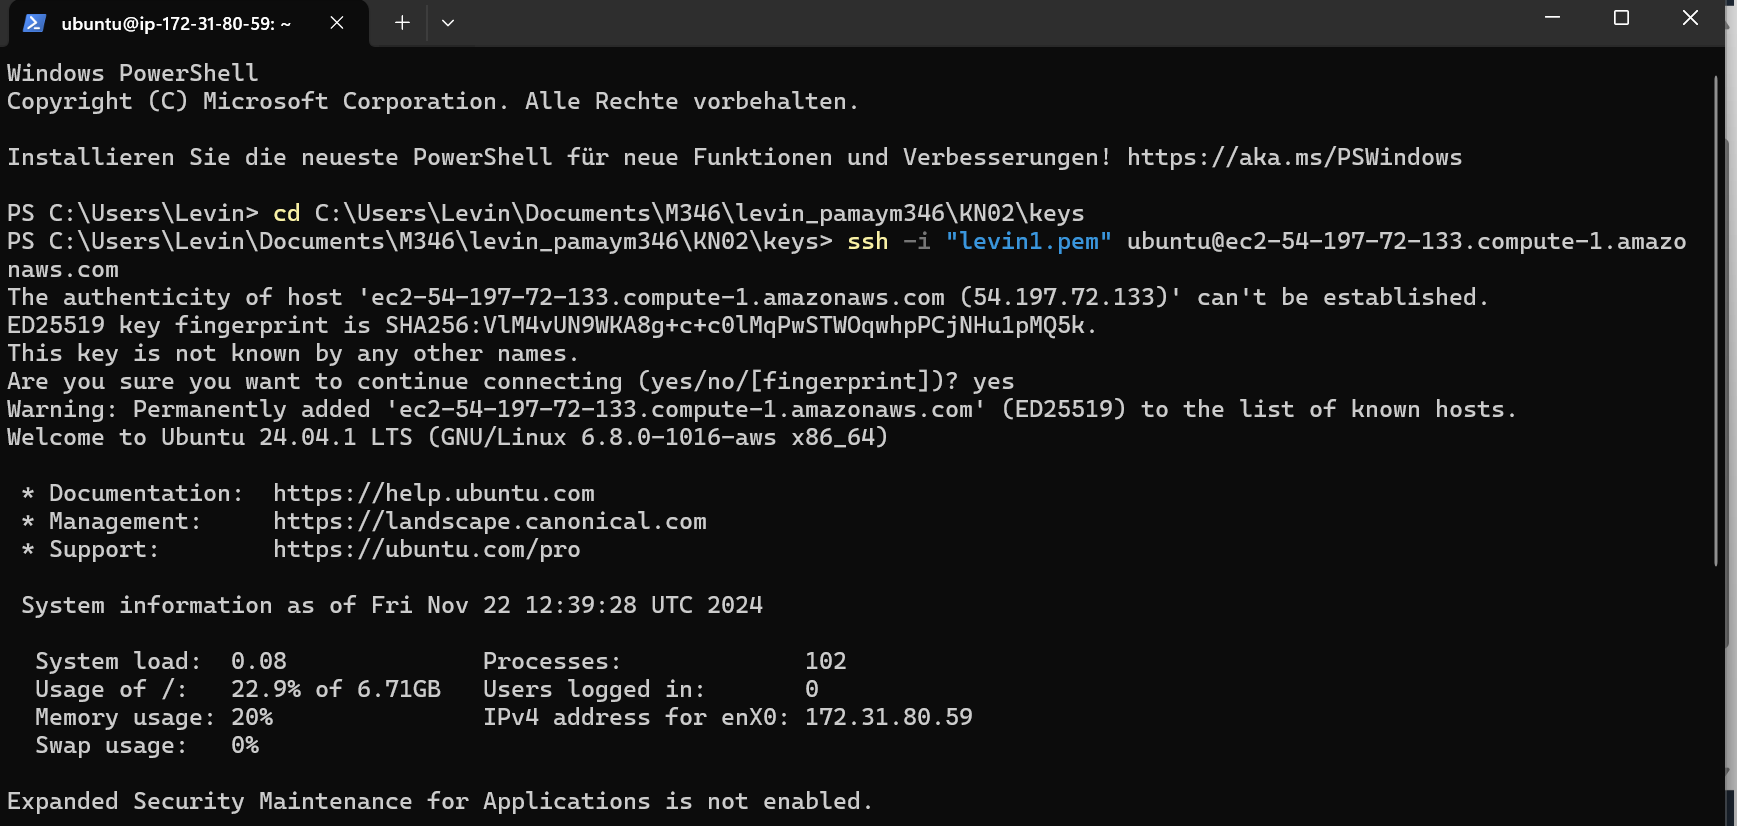 ubuntu@ip-172-31-80-59: ~
Windows PowerShell
Copyright (C) Microsoft Corporation. Alle Rechte vorbehalten.
Installieren Sie die neueste PowerShell für neue Funktionen und Verbesserungen! https://aka.ms/PSWindows
PS C:\Users\Levin> cd C:\Users\Levin\Documents\M346\levin_pamaym346\KN02\keys
PS C:\Users\Levin\Documents\M346\levin_pamaym346\KN02\keys> ssh -i "levin1.pem" ubuntu@ec2-54-197-72-133.compute-1.amazo
naws.com
The authenticity of host 'ec2-54-197-72-133.compute-1.amazonaws.com (54.197.72.133)' can't be established.
ED25519 key fingerprint is SHA256:VlM4vUN9WKA8g+c+c0lMqPwSTWOqwhpPCjNHu1pMQ5k.
This key is not known by any other names.
Are you sure you want to continue connecting (yes/no/[fingerprint])? yes
Warning: Permanently added 'ec2-54-197-72-133.compute-1.amazonaws.com' (ED25519) to the list of known hosts.
Welcome to Ubuntu 24.04.1 LTS (GNU/Linux 6.8.0-1016-aws x86_64)
* Documentation:  https://help.ubuntu.com
* Management:     https://landscape.canonical.com
* Support:        https://ubuntu.com/pro
System information as of Fri Nov 22 12:39:28 UTC 2024
System load:  0.08              Processes:             102
Usage of /:   22.9% of 6.71GB   Users logged in:       0
Memory usage: 20%               IPv4 address for enX0: 172.31.80.59
Swap usage:   0%
Expanded Security Maintenance for Applications is not enabled.